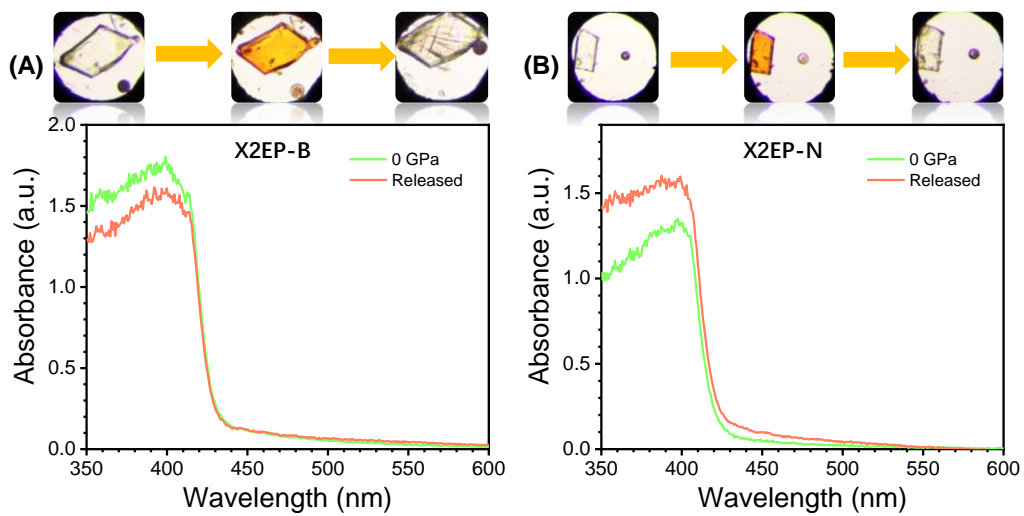 (A)
X2EP-B
0 GPa
Released
Absorbance (a.u.)
2.0
1.5
1.0
0.5
0.0
350 400 450 500 550 600
Wavelength (nm)
(B)
X2EP-N
0 GPa
Released
Absorbance (a.u.)
1.5
1.0
0.5
0.0
350 400 450 500 550 600
Wavelength (nm)